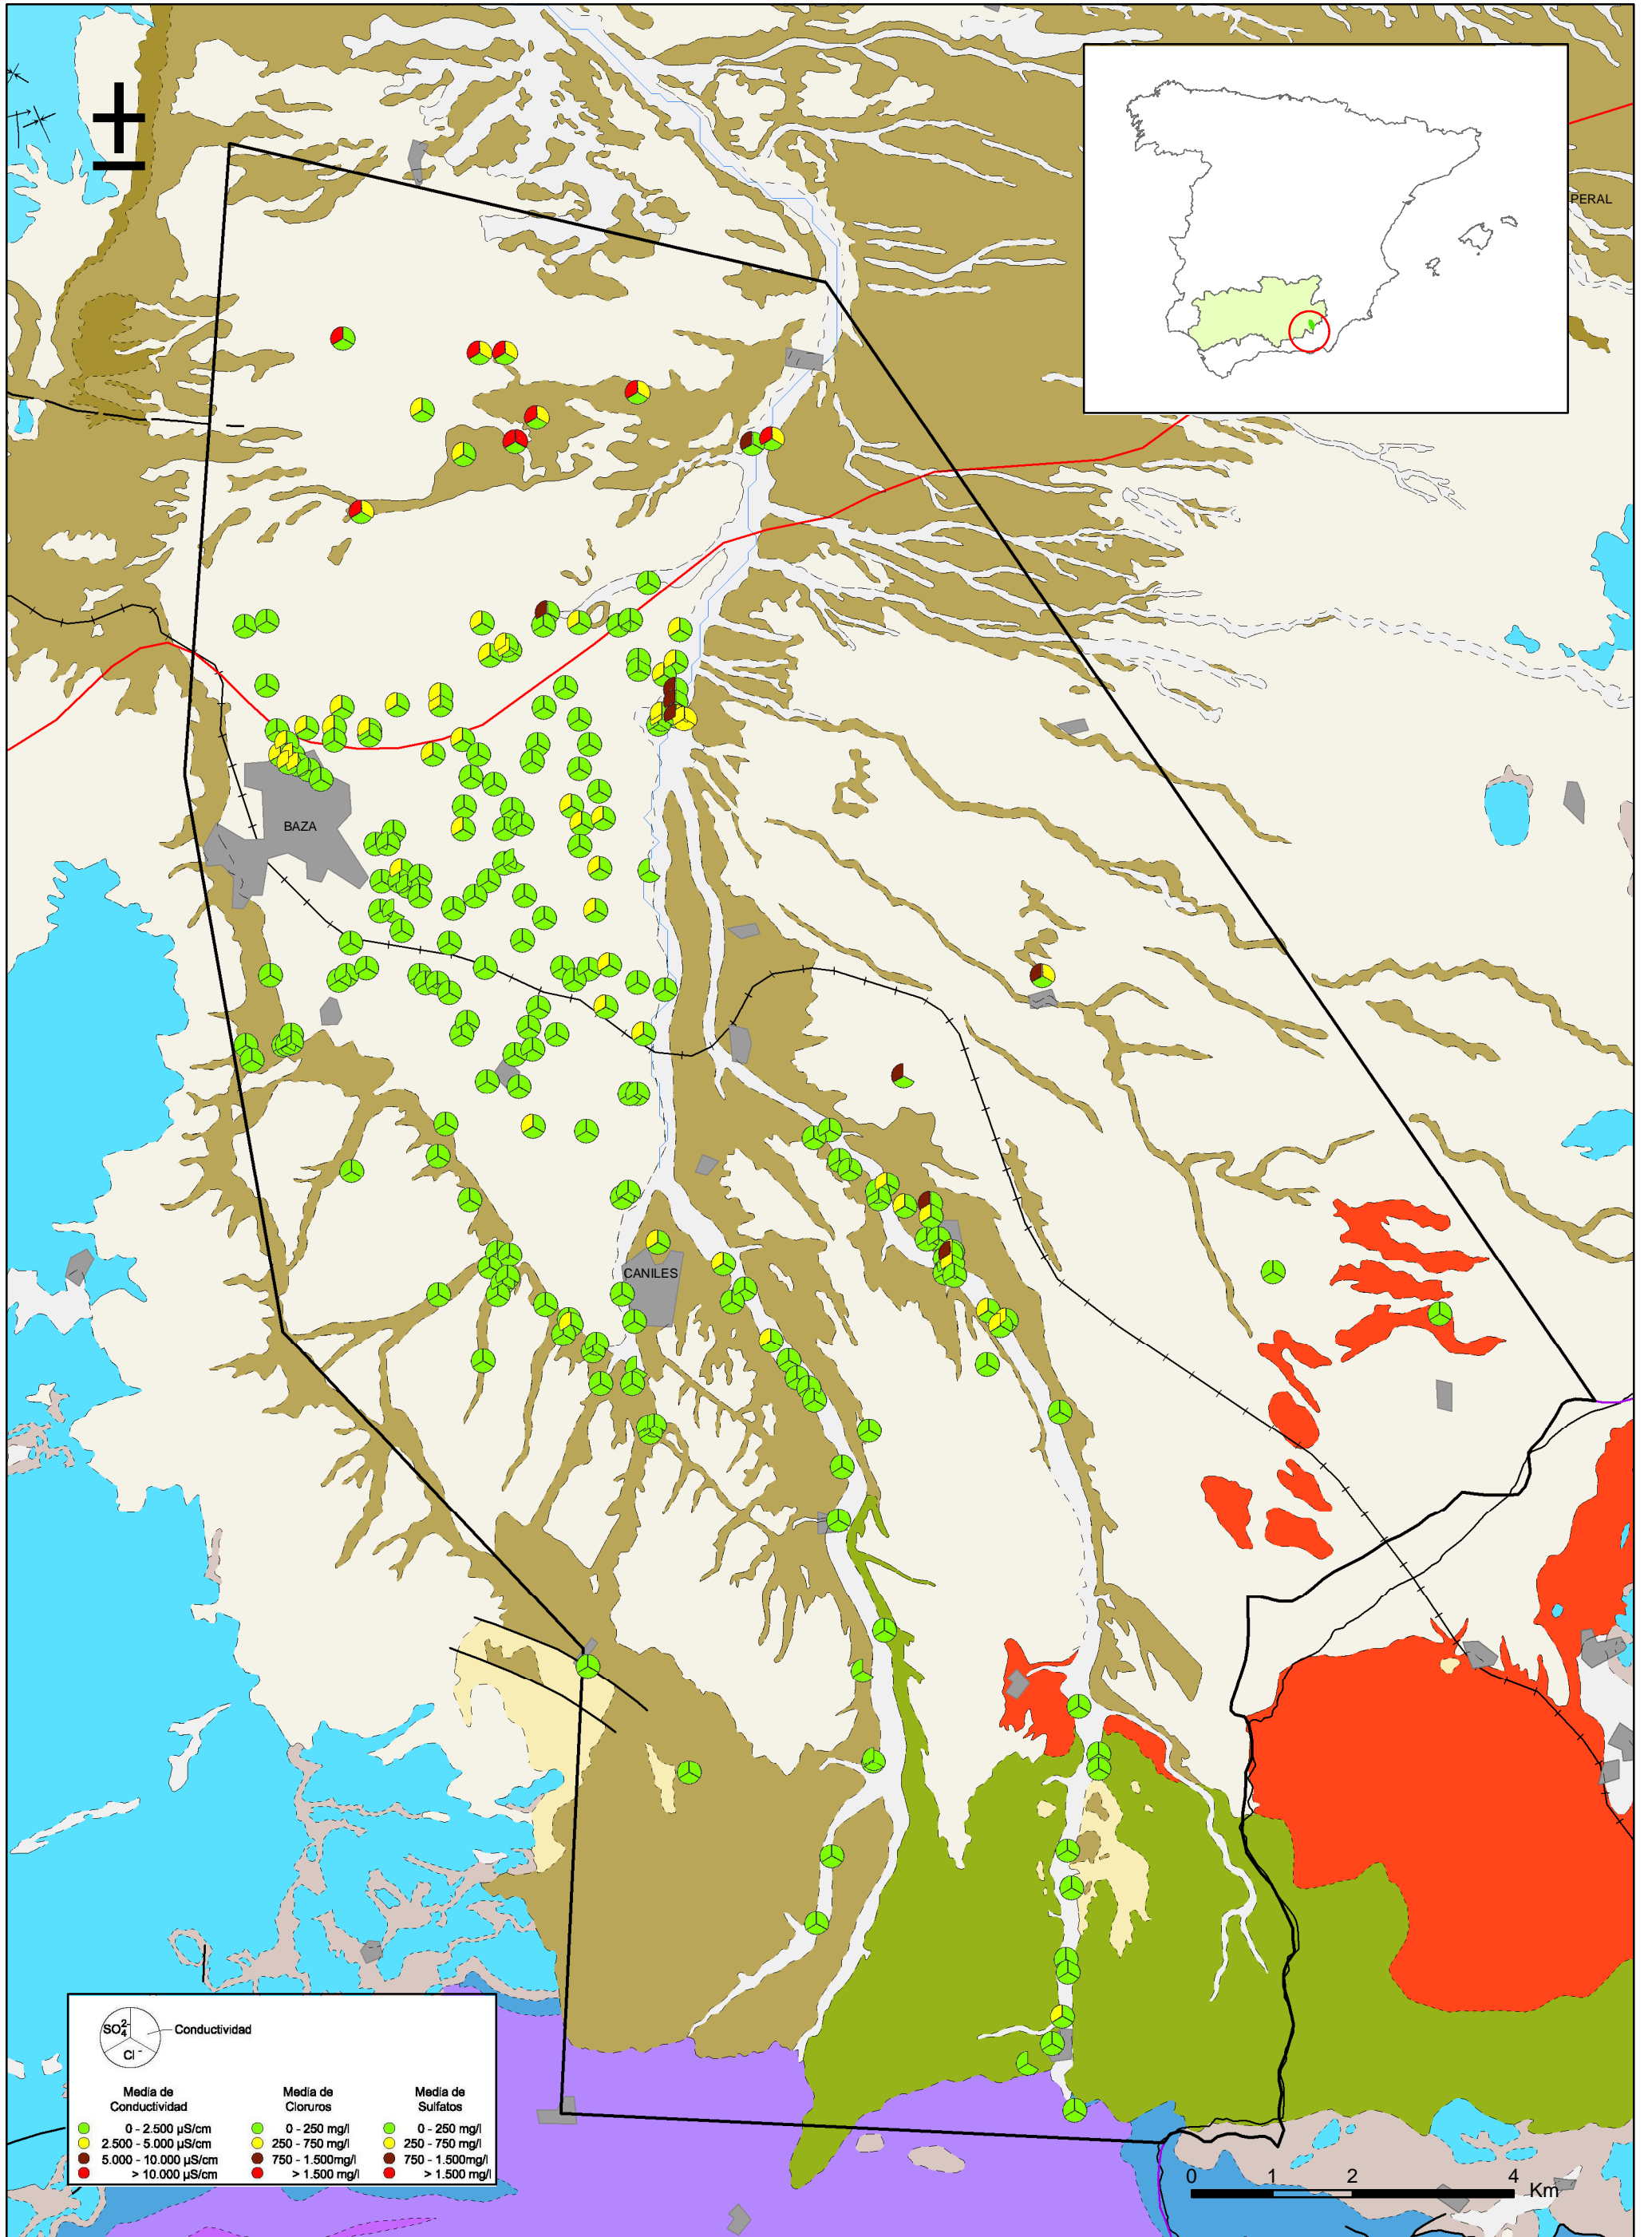 PERAL
BAZA
CANILES
SO₄²⁻
Conductividad
Cl⁻
Media de Conductividad
0 - 2.500 µS/cm
2.500 - 5.000 µS/cm
5.000 - 10.000 µS/cm
> 10.000 µS/cm
Media de Cloruros
0 - 250 mg/l
250 - 750 mg/l
750 - 1.500mg/l
> 1.500 mg/l
Media de Sulfatos
0 - 250 mg/l
250 - 750 mg/l
750 - 1.500mg/l
> 1.500 mg/l
0 1 2 4 Km